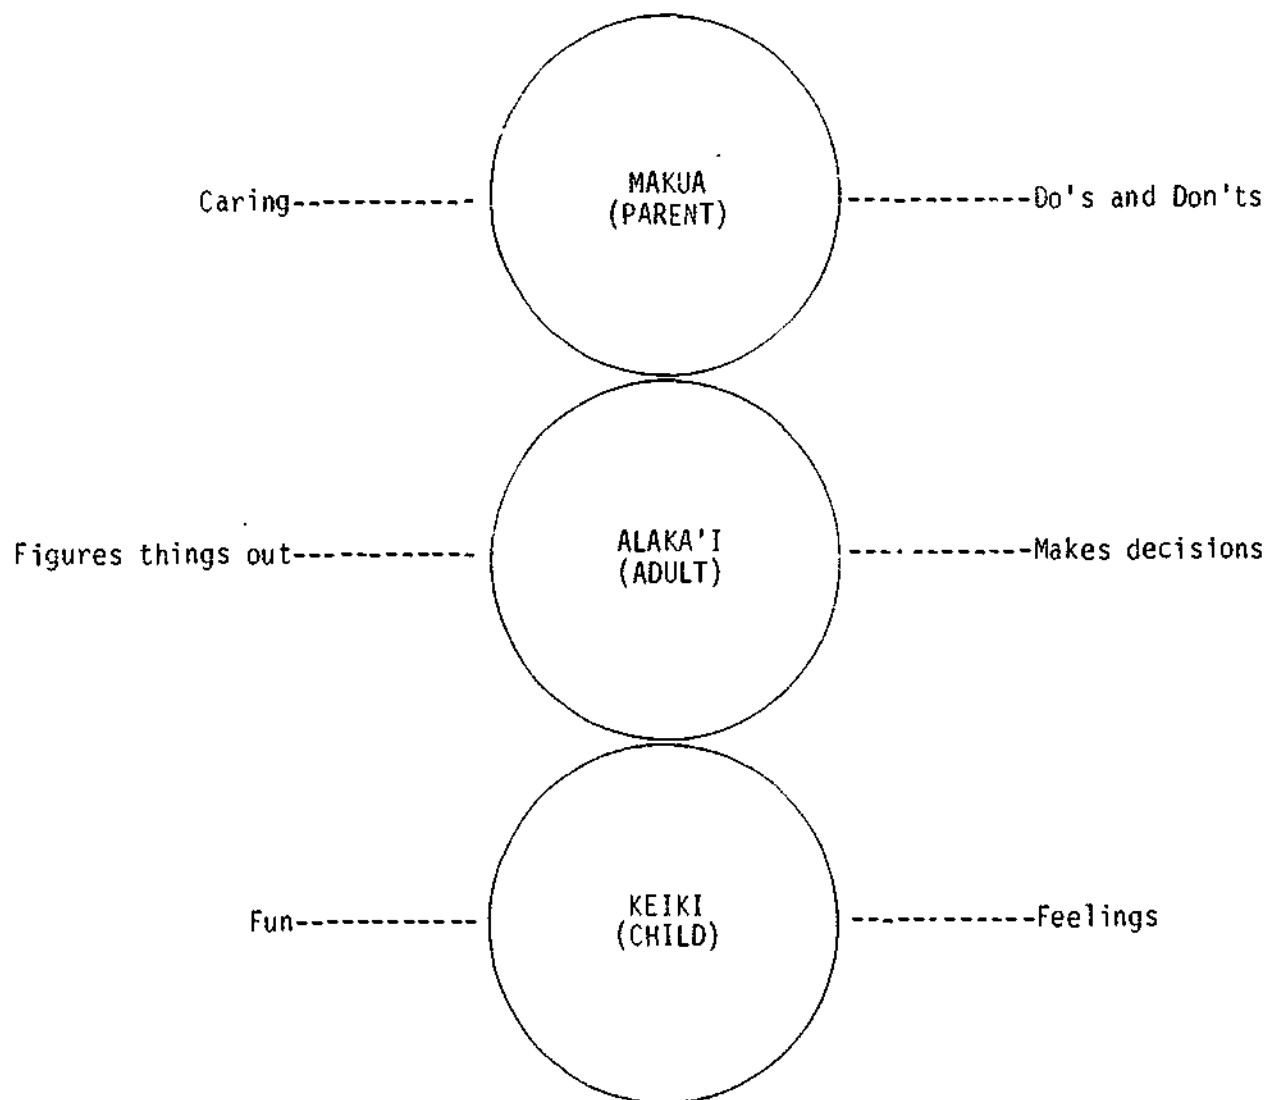 MAKUA
(PARENT)
Caring-----------
------------Do's and Don'ts
ALAKA'I
(ADULT)
Figures things out-----------
------------Makes decisions
KEIKI
(CHILD)
Fun-----------
------------Feelings